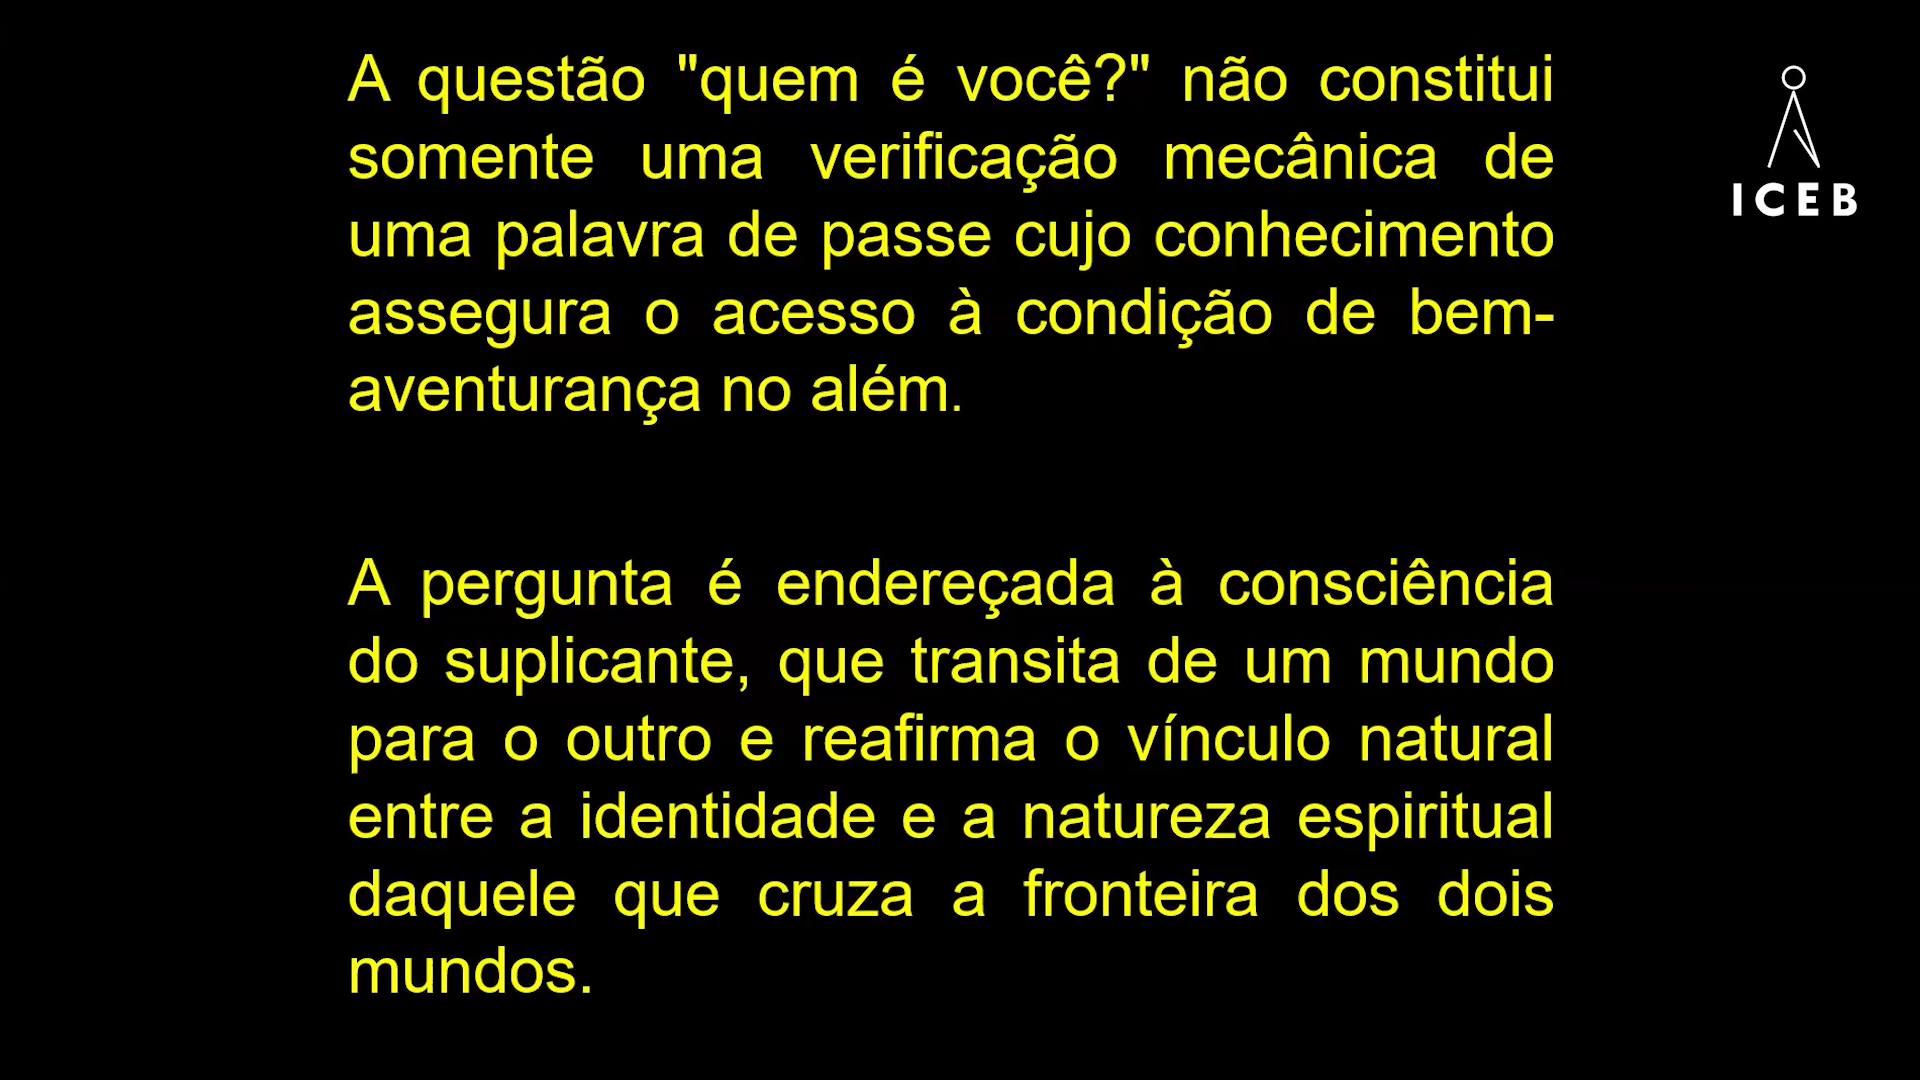 A questão "quem é você?" não constitui
somente uma verificação mecânica de
uma palavra de passe cujo conhecimento
assegura o acesso à condição de bem-
aventurança no além.
A pergunta é endereçada à consciência
do suplicante, que transita de um mundo
para o outro e reafirma o vínculo natural
entre a identidade e a natureza espiritual
daquele que cruza a fronteira dos dois
mundos.
ICEB